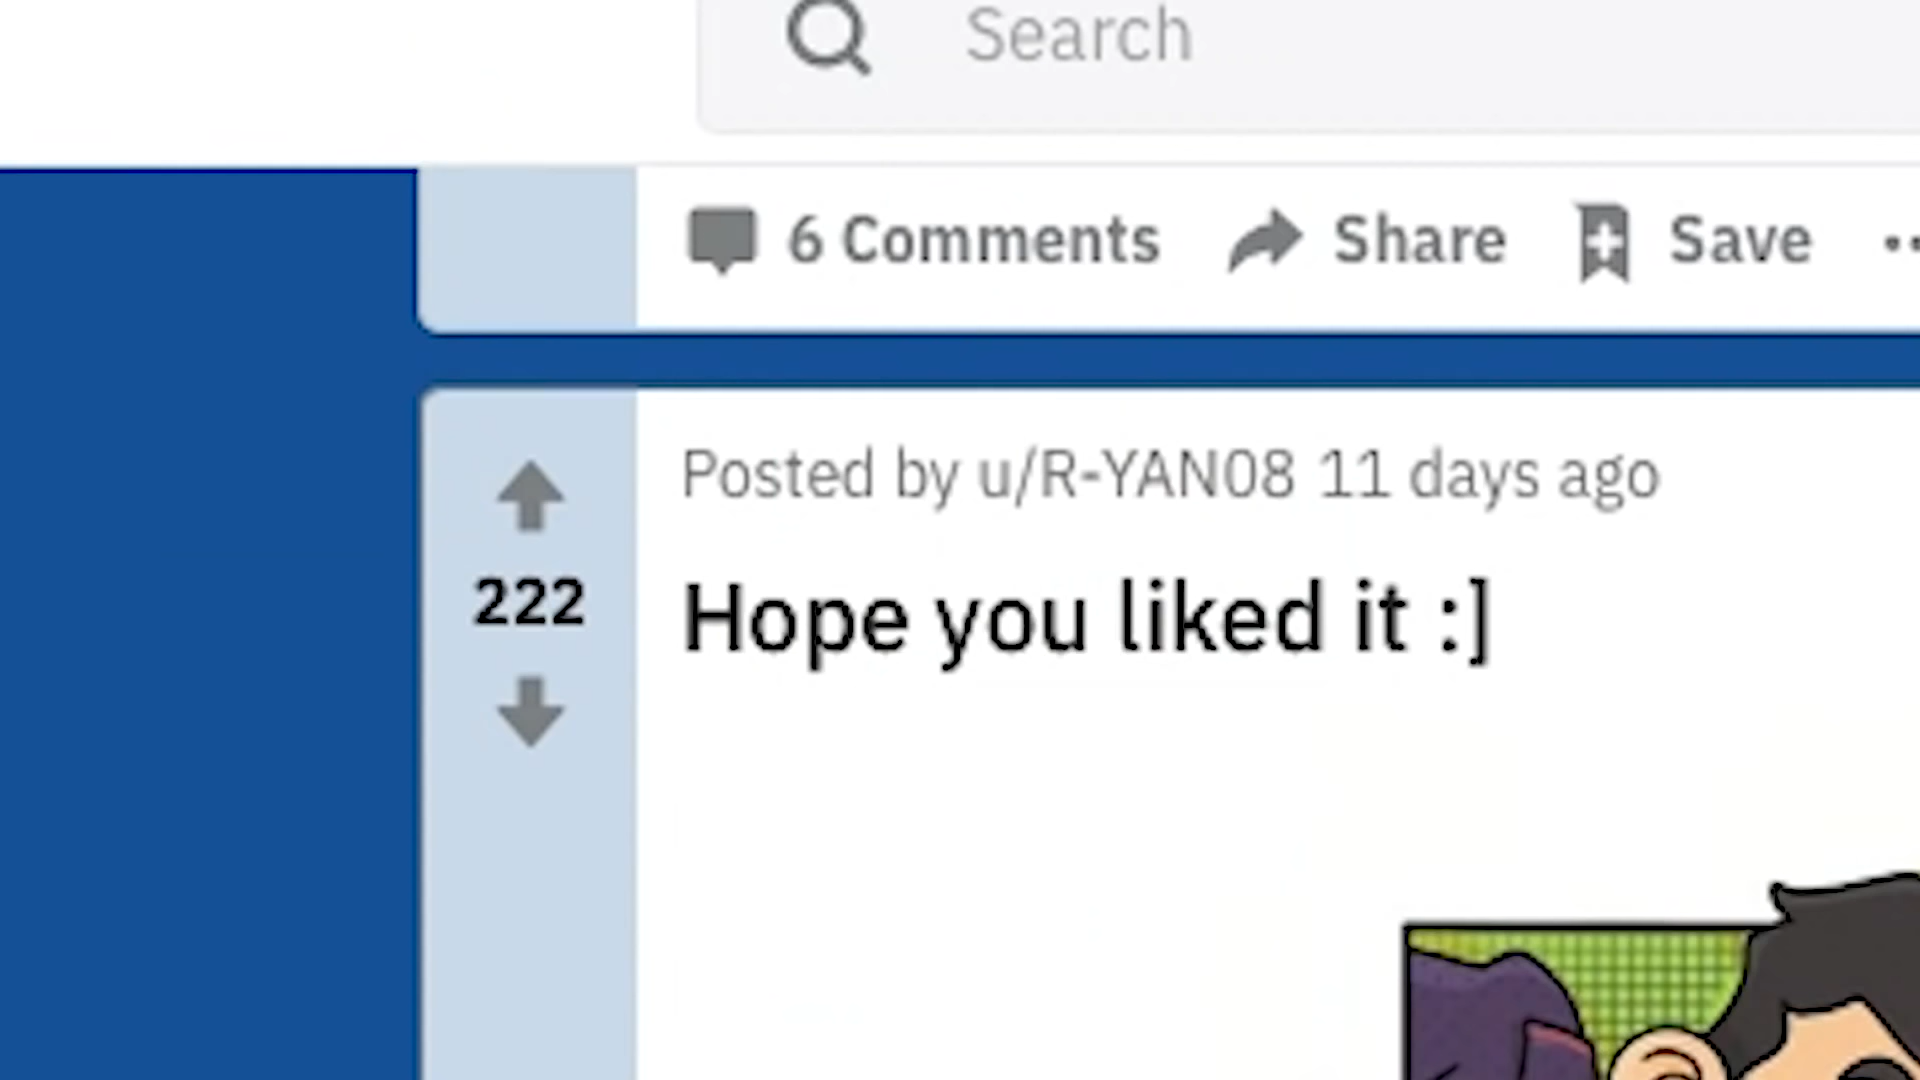 Search
6 Comments Share Save
Posted by u/R-YAN08 11 days ago
222
Hope you liked it :]